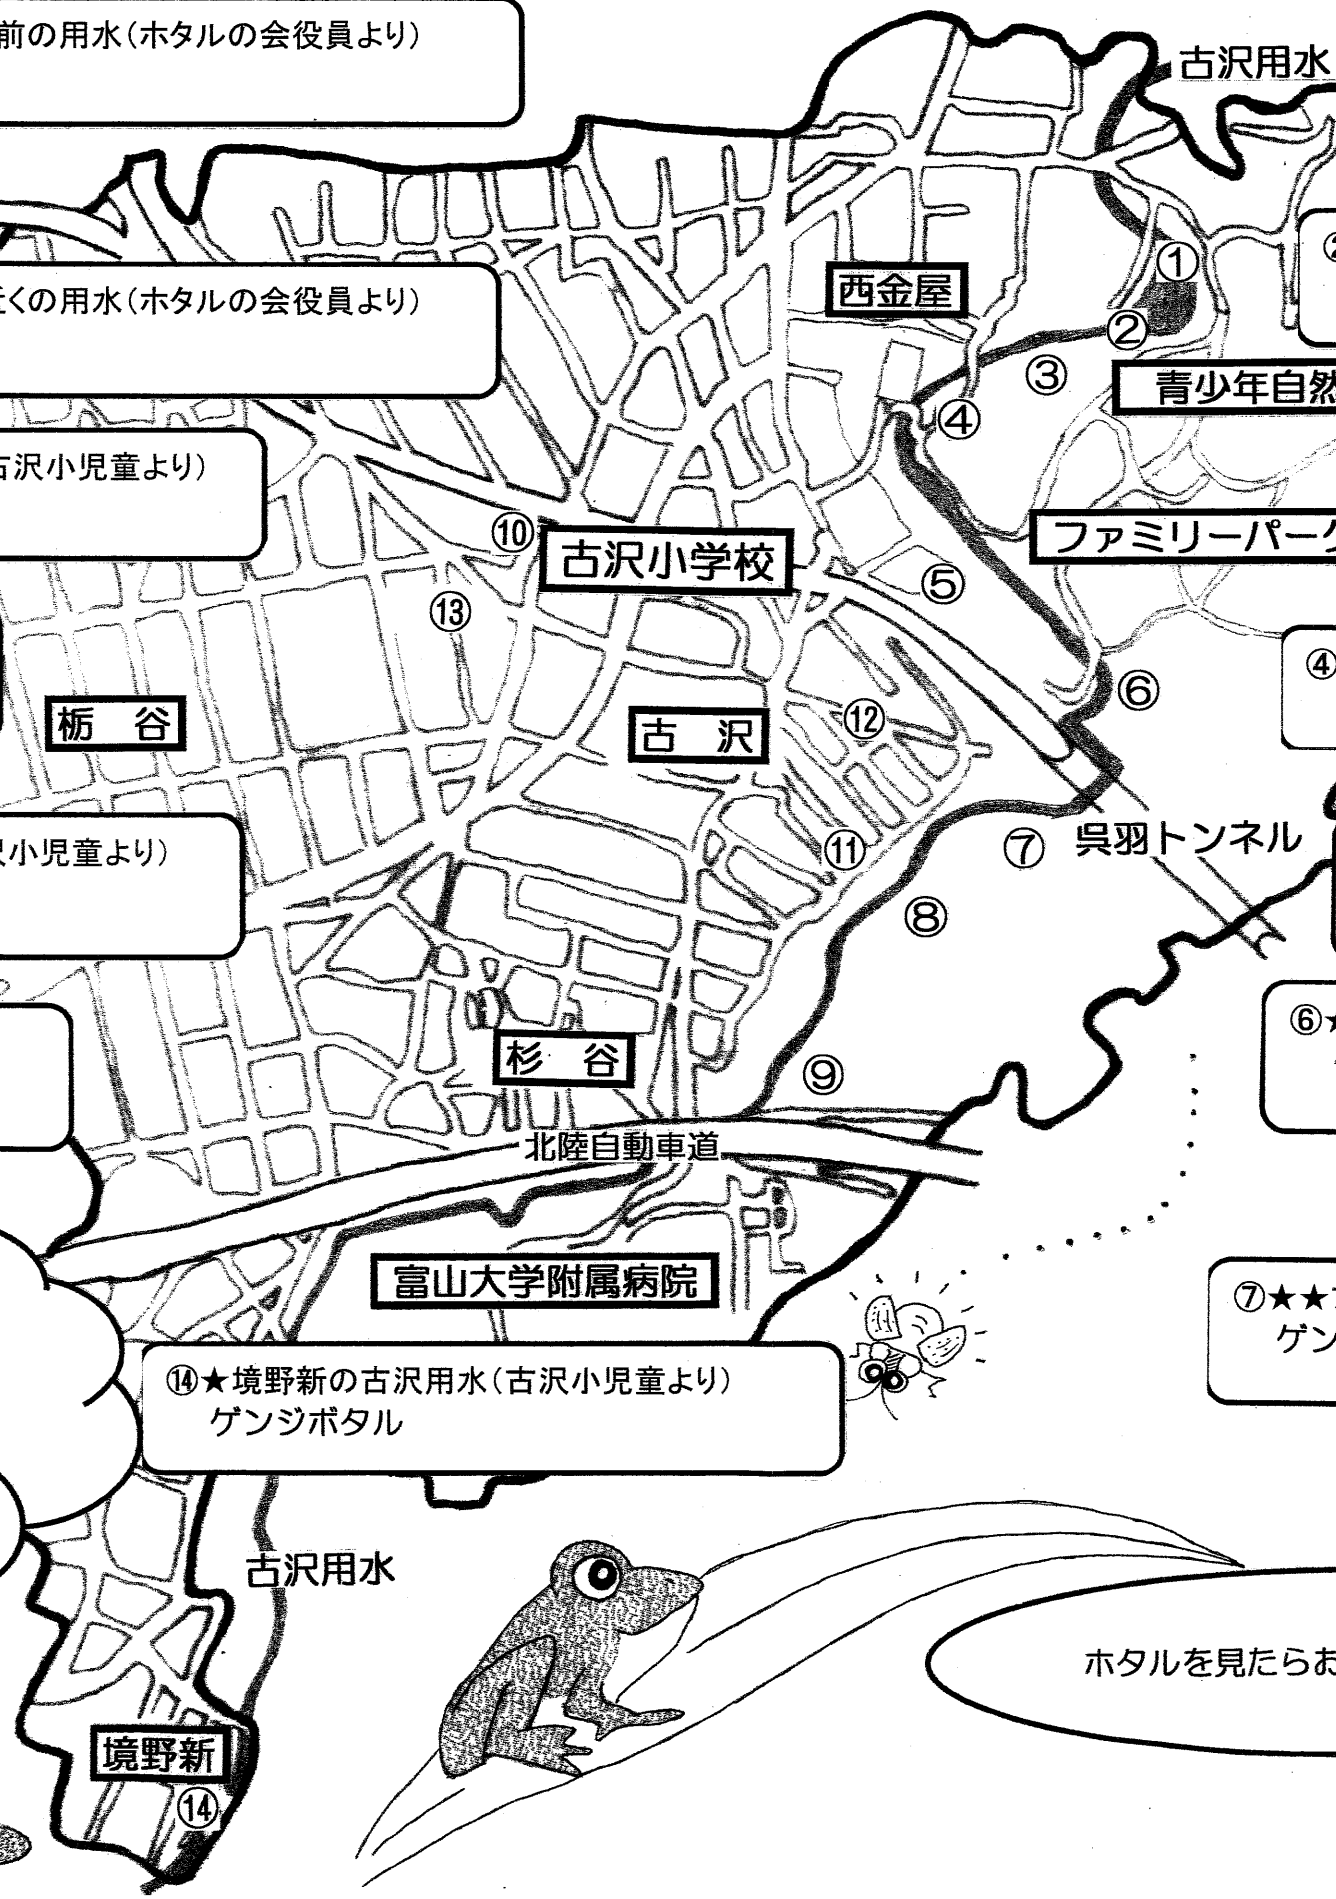 前の用水(ホタルの会役員より)
古沢用水
①
くの用水(ホタルの会役員より)
西金屋
②
③
青少年自然
④
古沢小児童より)
ファミリーパーク
⑩
古沢小学校
⑤
⑬
④
⑥
栃 谷
古 沢
⑫
小児童より)
⑪
⑦
呉羽トンネル
⑧
⑥★
杉 谷
⑨
北陸自動車道
富山大学附属病院
⑦★★
ゲン
⑭★境野新の古沢用水(古沢小児童より)
ゲンジボタル
古沢用水
ホタルを見たらお
境野新
⑭